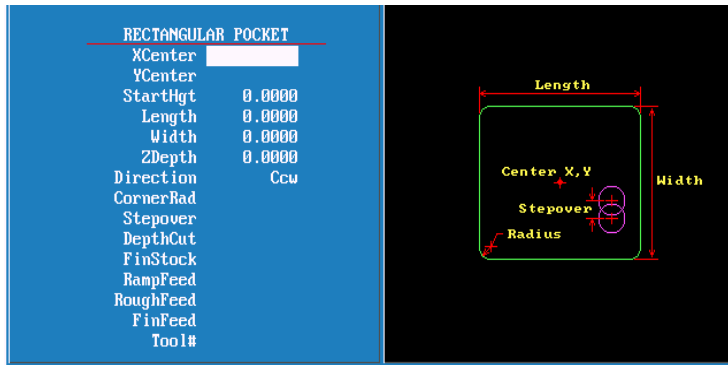 RECTANGULAR POCKET
XCenter
YCenter
StartHgt 0.0000
Length 0.0000
Width 0.0000
ZDepth 0.0000
Direction Ccw
CornerRad
Stepover
DepthCut
FinStock
RampFeed
RoughFeed
FinFeed
Tool#
Length
Center X,Y
Width
Stepover
Radius